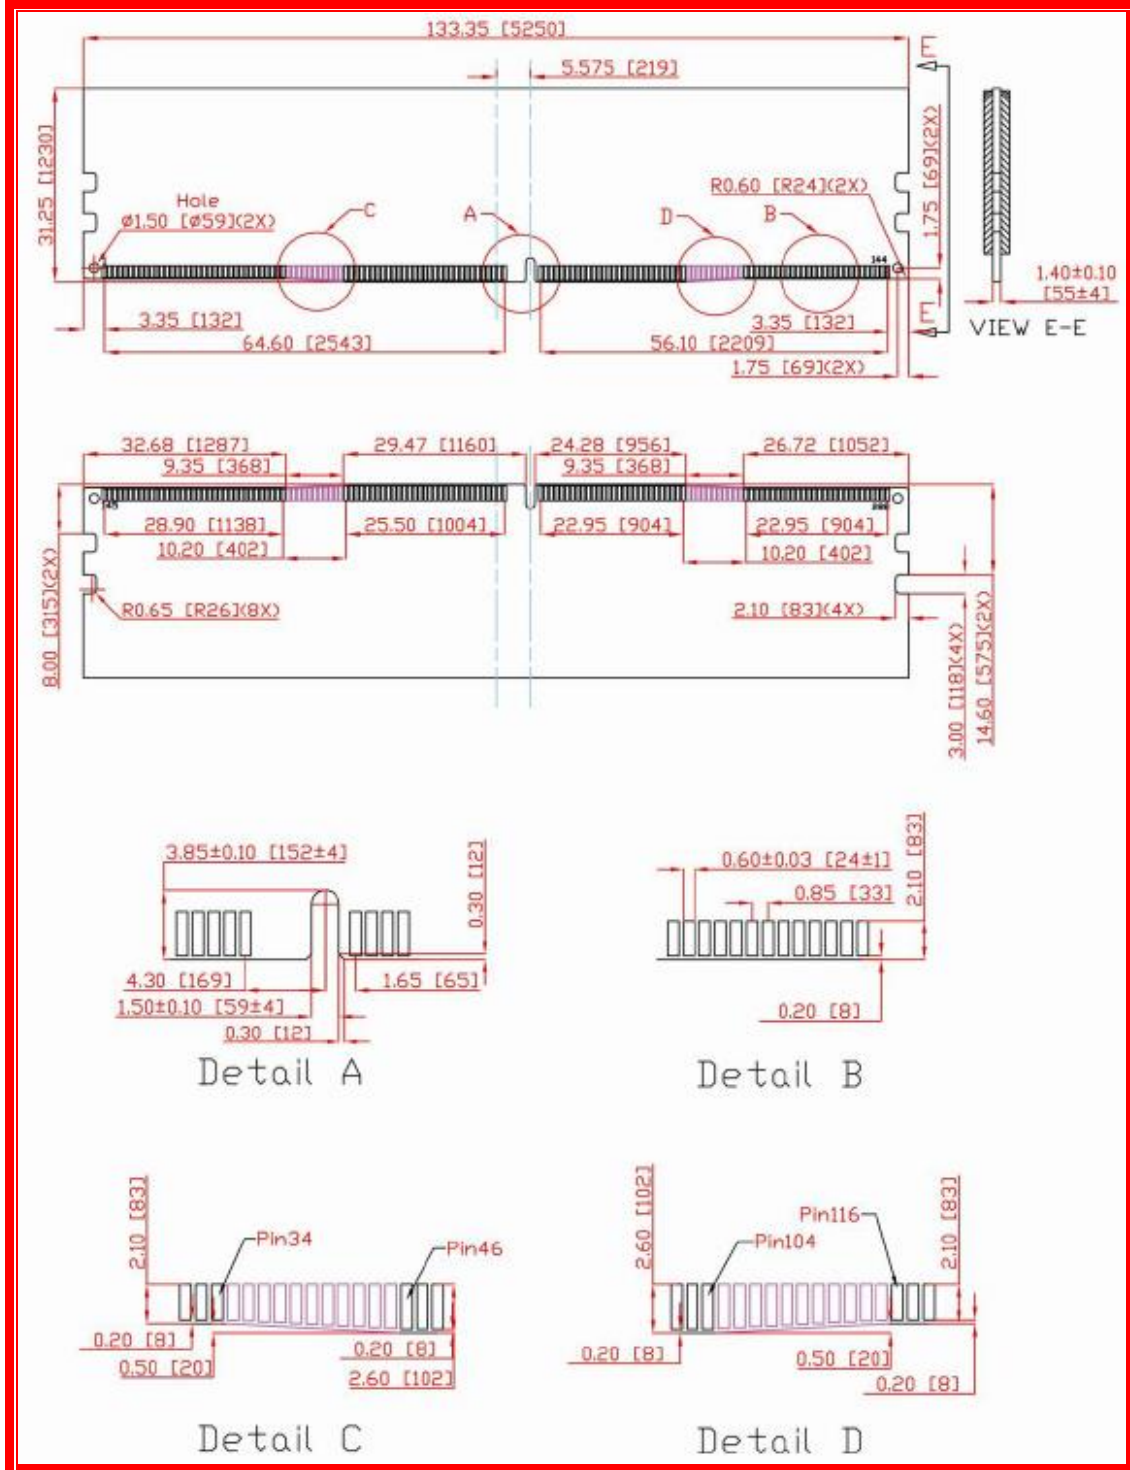 133.35 [5250]
5.575 [219]
E
31.25 [1230]
Hole
Ø1.50 [Ø59](2X)
C
A
D
B
R0.60 [R24](2X)
1.75 [69](2X)
144
3.35 [132]
64.60 [2543]
56.10 [2209]
3.35 [132]
1.75 [69](2X)
E
1.40±0.10
[55±4]
VIEW E-E
32.68 [1287]
29.47 [1160]
24.28 [956]
26.72 [1052]
9.35 [368]
9.35 [368]
145
288
28.90 [1138]
25.50 [1004]
22.95 [904]
22.95 [904]
10.20 [402]
10.20 [402]
8.00 [315](2X)
R0.65 [R26](8X)
2.10 [83](4X)
3.00 [118](4X)
14.60 [575](2X)
3.85±0.10 [152±4]
0.30 [12]
4.30 [169]
1.65 [65]
1.50±0.10 [59±4]
0.30 [12]
Detail A
0.60±0.03 [24±1]
0.85 [33]
2.10 [83]
0.20 [8]
Detail B
2.10 [83]
Pin34
Pin46
0.20 [8]
0.50 [20]
0.20 [8]
2.60 [102]
Detail C
2.60 [102]
Pin116
Pin104
2.10 [83]
0.20 [8]
0.50 [20]
0.20 [8]
Detail D